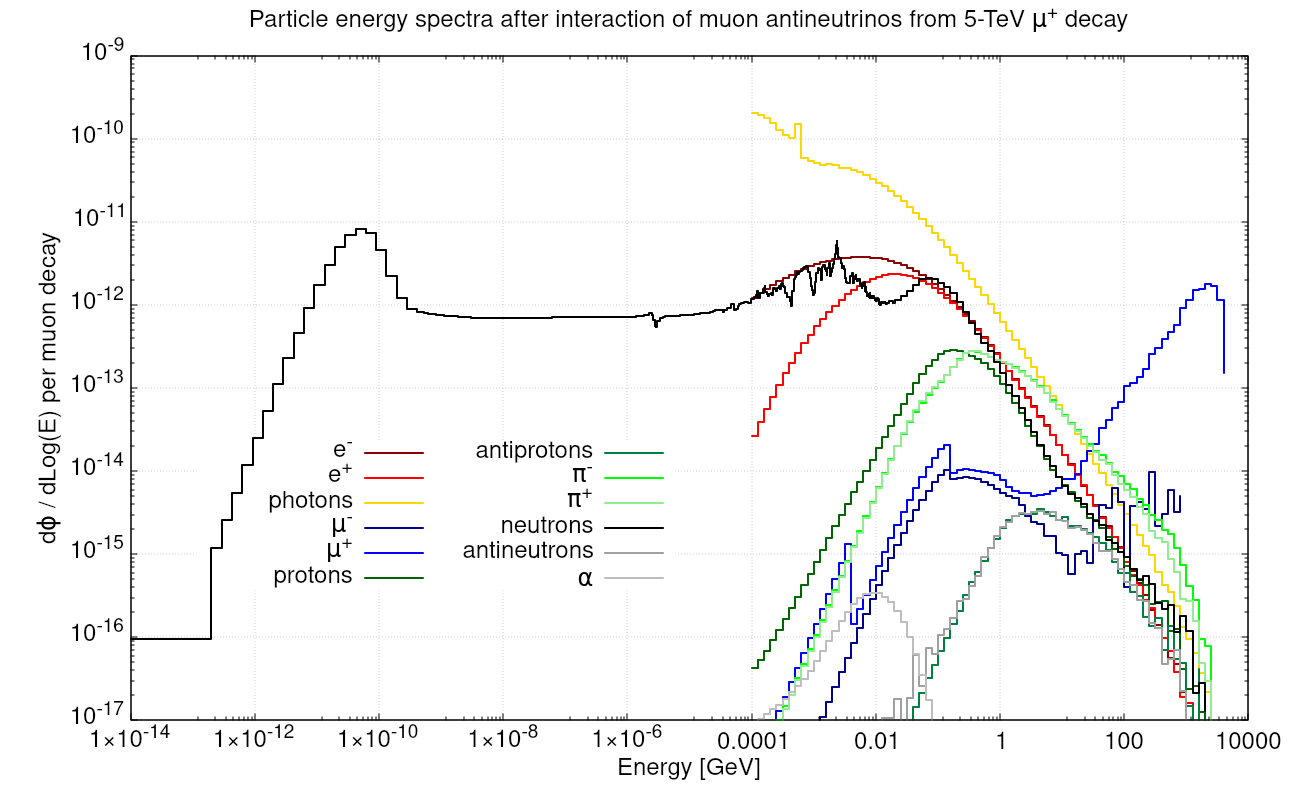 Particle energy spectra after interaction of muon antineutrinos from 5-TeV μ⁺ decay
dϕ / dLog(E) per muon decay
10⁻⁹
10⁻¹⁰
10⁻¹¹
10⁻¹²
10⁻¹³
10⁻¹⁴
10⁻¹⁵
10⁻¹⁶
10⁻¹⁷
e⁻ antiprotons
e⁺ π⁻
photons π⁺
μ⁻ neutrons
μ⁺ antineutrons
protons α
1×10⁻¹⁴ 1×10⁻¹² 1×10⁻¹⁰ 1×10⁻⁸ 1×10⁻⁶ 0.0001 0.01 1 100 10000
Energy [GeV]